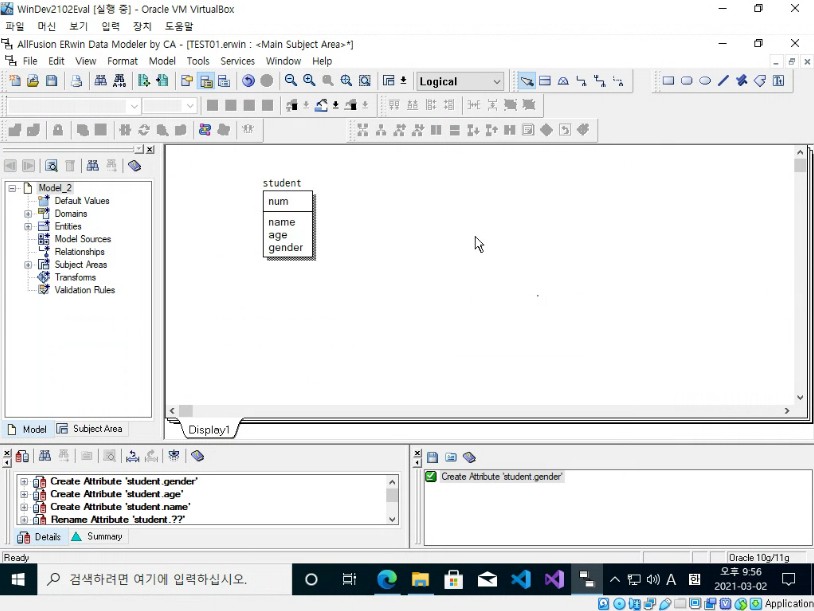 WinDev2102Eval [실행 중] - Oracle VM VirtualBox
파일 머신 보기 입력 장치 도움말
AllFusion ERwin Data Modeler by CA - [TEST01.erwin : <Main Subject Area>*]
File Edit View Format Model Tools Services Window Help
Logical
Model_2
Default Values
Domains
Entities
Model Sources
Relationships
Subject Areas
Transforms
Validation Rules
student
num
name
age
gender
Model Subject Area
Display1
Create Attribute 'student.gender'
Create Attribute 'student.age'
Create Attribute 'student.name'
Rename Attribute 'student.??'
Details Summary
Create Attribute 'student.gender'
Ready
Oracle 10g/11g
검색하려면 여기에 입력하십시오.
A 한
오후 9:56
2021-03-02
Application